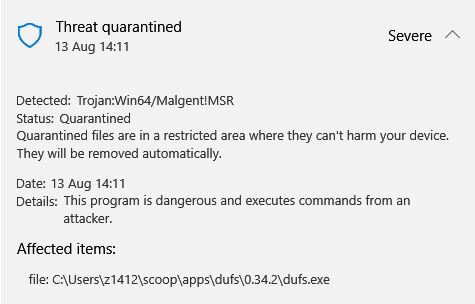 Threat quarantined
13 Aug 14:11
Severe
Detected: Trojan:Win64/Malgent!MSR
Status: Quarantined
Quarantined files are in a restricted area where they can't harm your device.
They will be removed automatically.
Date: 13 Aug 14:11
Details: This program is dangerous and executes commands from an
attacker.
Affected items:
file: C:\Users\z1412\scoop\apps\dufs\0.34.2\dufs.exe